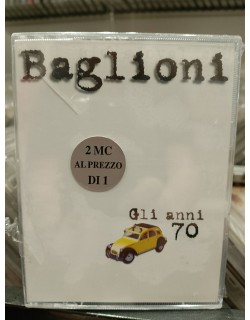 Baglioni
2 MC
AL PREZZO
DI 1
Gli anni
70